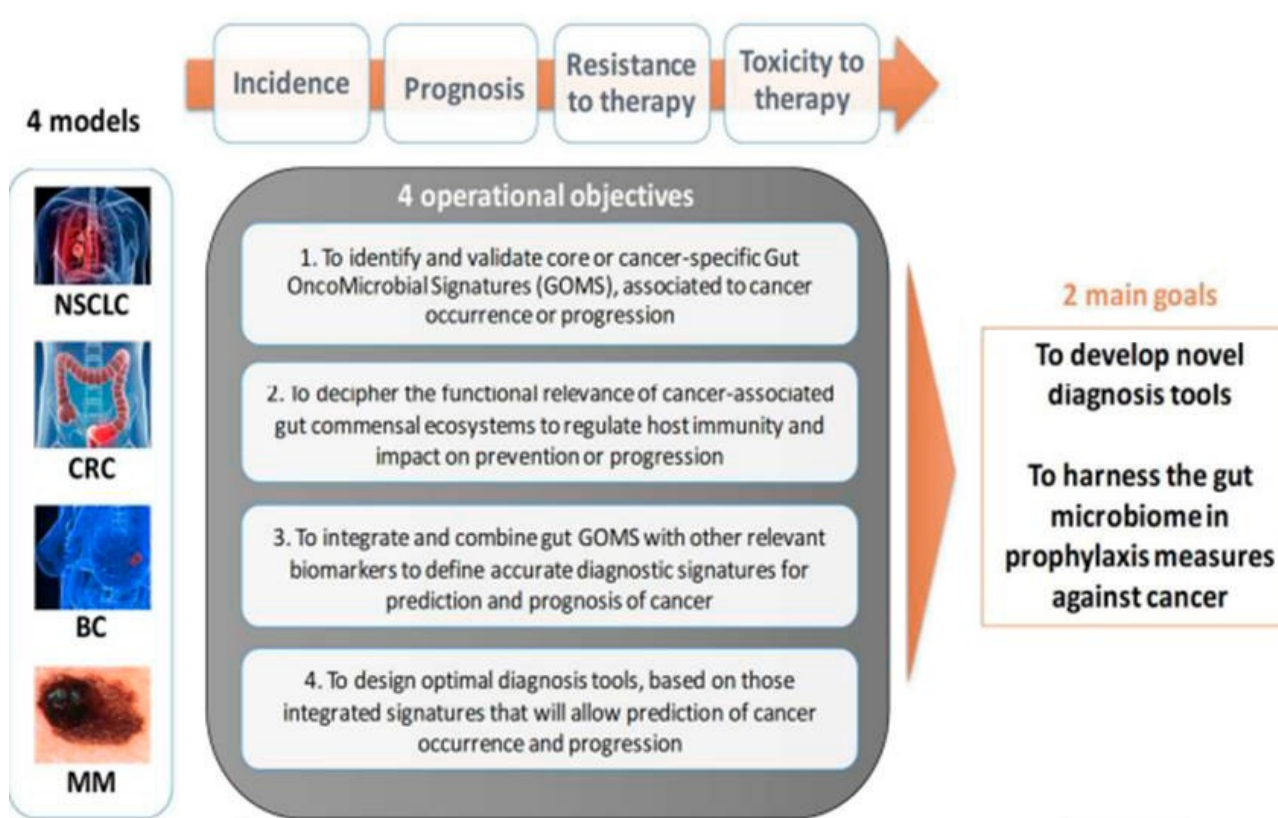 Incidence
Prognosis
Resistance
to therapy
Toxicity to
therapy
4 models
NSCLC
CRC
BC
MM
4 operational objectives
1. To identify and validate core or cancer-specific Gut
OncoMicrobial Signatures (GOMS), associated to cancer
occurrence or progression
2. To decipher the functional relevance of cancer-associated
gut commensal ecosystems to regulate host immunity and
impact on prevention or progression
3. To integrate and combine gut GOMS with other relevant
biomarkers to define accurate diagnostic signatures for
prediction and prognosis of cancer
4. To design optimal diagnosis tools, based on those
integrated signatures that will allow prediction of cancer
occurrence and progression
2 main goals
To develop novel
diagnosis tools
To harness the gut
microbiome in
prophylaxis measures
against cancer